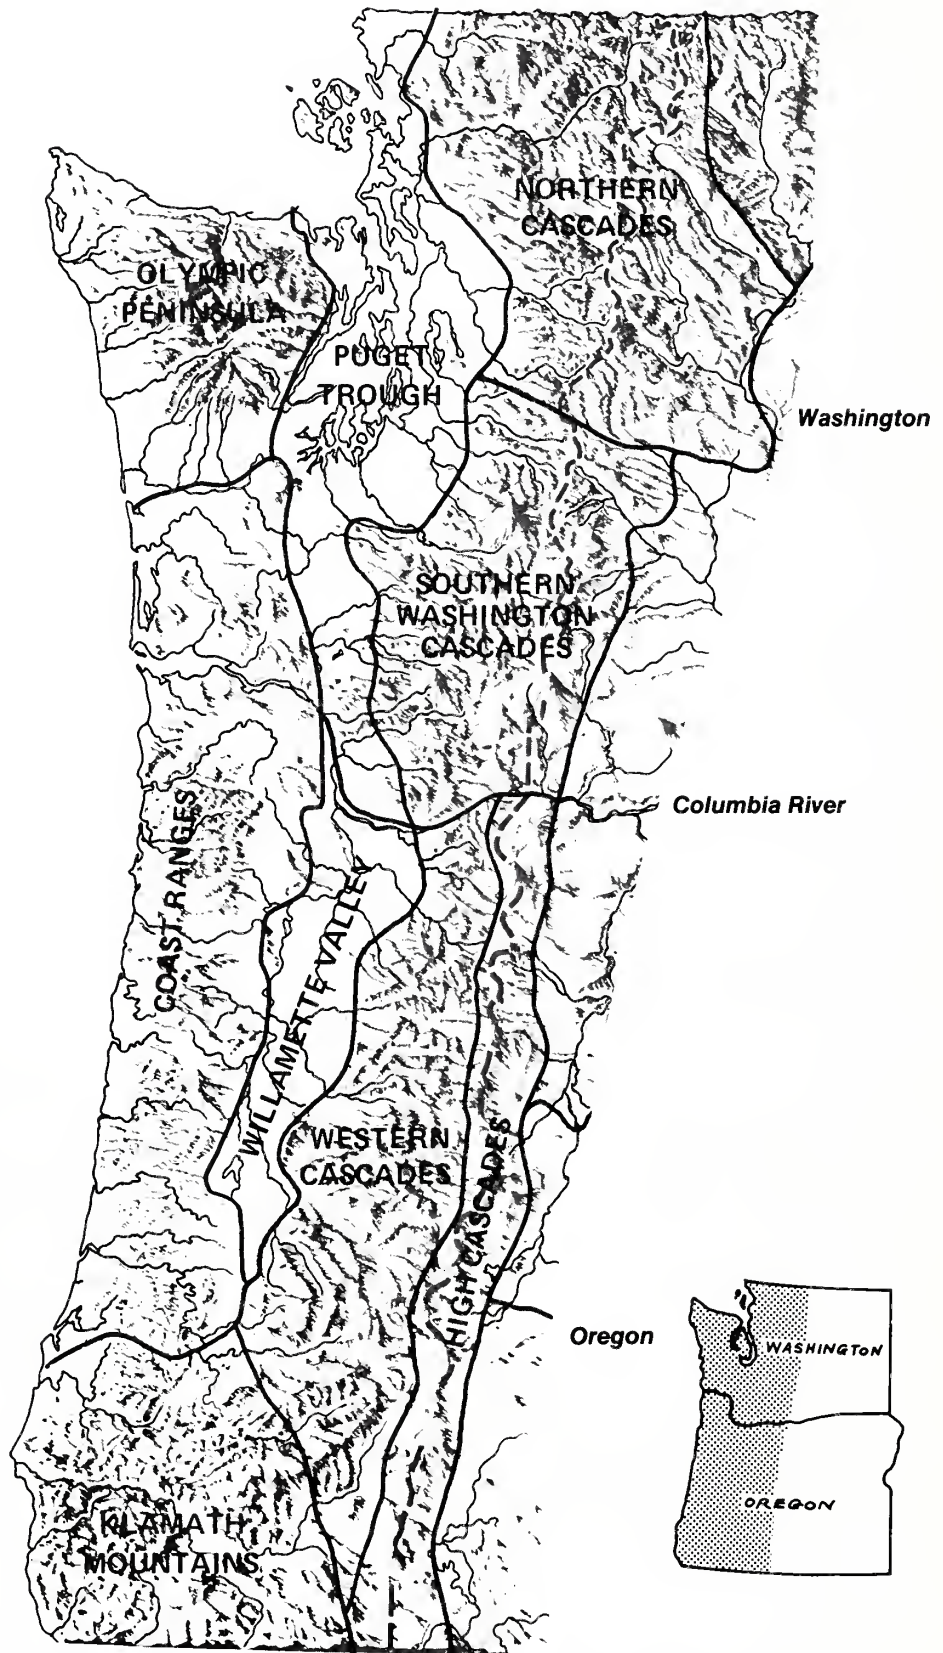 NORTHERN
CASCADES
OLYMPIC
PENINSULA
PUGET
TROUGH
Washington
SOUTHERN
WASHINGTON
CASCADES
Columbia River
COAST RANGES
WILLAMETTE VALLEY
WESTERN
CASCADES
HIGH CASCADES
Oregon
WASHINGTON
OREGON
KLAMATH
MOUNTAINS